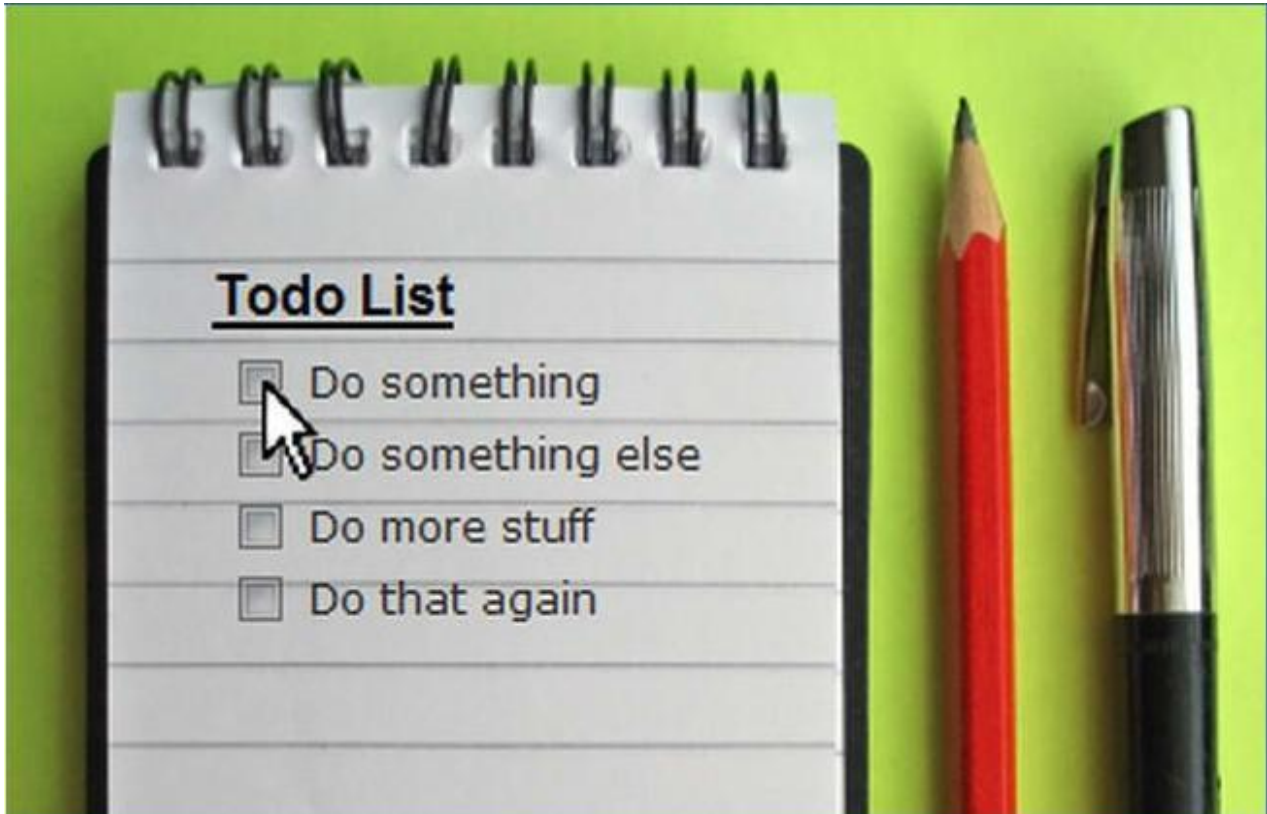 Todo List
Do something
Do something else
Do more stuff
Do that again